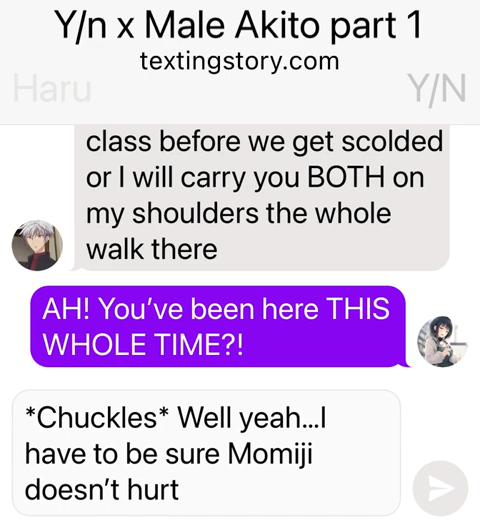 Y/n x Male Akito part 1
textingstory.com
Haru Y/N
class before we get scolded
or I will carry you BOTH on
my shoulders the whole
walk there
AH! You’ve been here THIS
WHOLE TIME?!
*Chuckles* Well yeah...I
have to be sure Momiji
doesn’t hurt